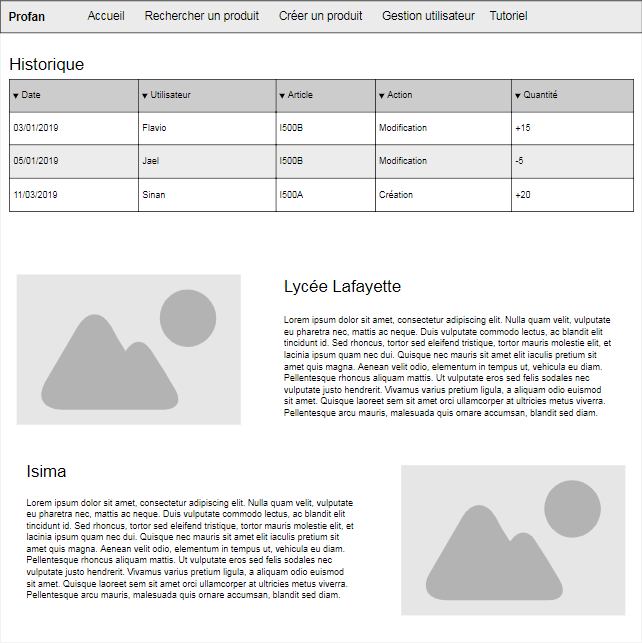 Profan Accueil Rechercher un produit Créer un produit Gestion utilisateur Tutoriel
Historique
▼ Date ▼ Utilisateur ▼ Article ▼ Action ▼ Quantité
03/01/2019 Flavio I500B Modification +15
05/01/2019 Jael I500B Modification -5
11/03/2019 Sinan I500A Création +20
Lycée Lafayette
Lorem ipsum dolor sit amet, consectetur adipiscing elit. Nulla quam velit, vulputate
eu pharetra nec, mattis ac neque. Duis vulputate commodo lectus, ac blandit elit
tincidunt id. Sed rhoncus, tortor sed eleifend tristique, tortor mauris molestie elit, et
lacinia ipsum quam nec dui. Quisque nec mauris sit amet elit iaculis pretium sit
amet quis magna. Aenean velit odio, elementum in tempus ut, vehicula eu diam.
Pellentesque rhoncus aliquam mattis. Ut vulputate eros sed felis sodales nec
vulputate justo hendrerit. Vivamus varius pretium ligula, a aliquam odio euismod
sit amet. Quisque laoreet sem sit amet orci ullamcorper at ultricies metus viverra.
Pellentesque arcu mauris, malesuada quis ornare accumsan, blandit sed diam.
Isima
Lorem ipsum dolor sit amet, consectetur adipiscing elit. Nulla quam velit, vulputate
eu pharetra nec, mattis ac neque. Duis vulputate commodo lectus, ac blandit elit
tincidunt id. Sed rhoncus, tortor sed eleifend tristique, tortor mauris molestie elit, et
lacinia ipsum quam nec dui. Quisque nec mauris sit amet elit iaculis pretium sit
amet quis magna. Aenean velit odio, elementum in tempus ut, vehicula eu diam.
Pellentesque rhoncus aliquam mattis. Ut vulputate eros sed felis sodales nec
vulputate justo hendrerit. Vivamus varius pretium ligula, a aliquam odio euismod
sit amet. Quisque laoreet sem sit amet orci ullamcorper at ultricies metus viverra.
Pellentesque arcu mauris, malesuada quis ornare accumsan, blandit sed diam.